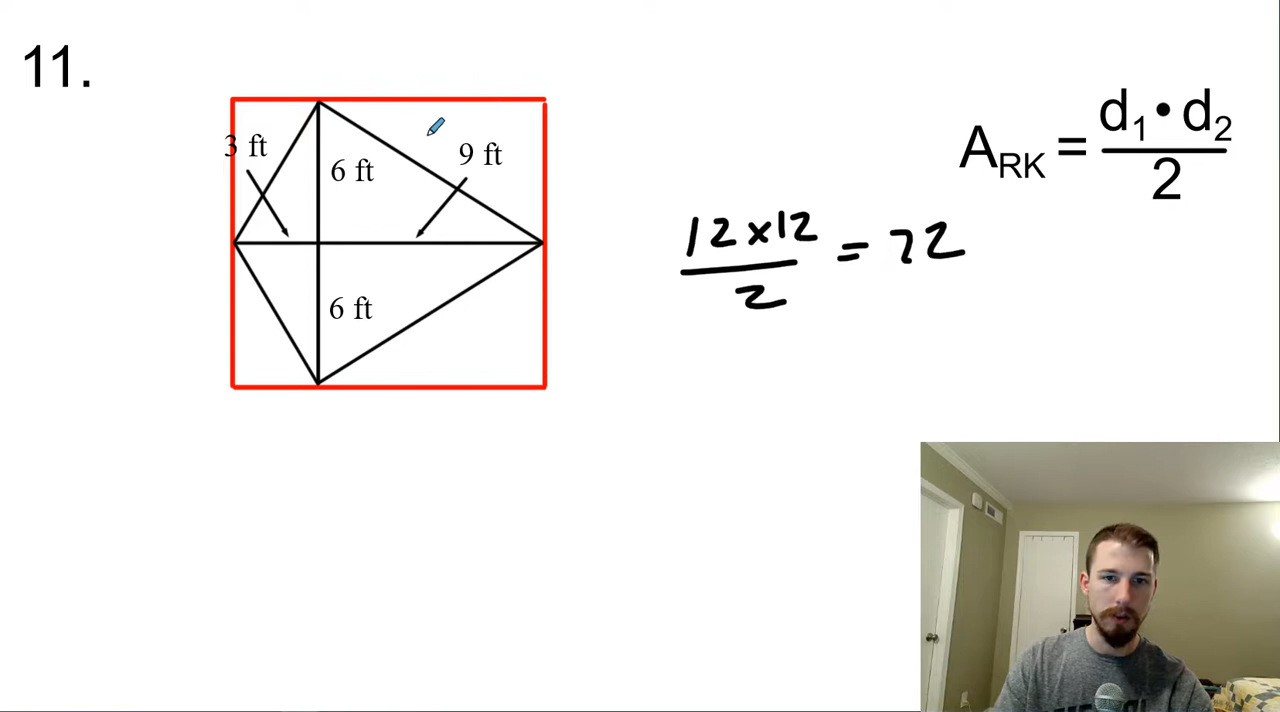 11.
3 ft
6 ft
9 ft
6 ft
A_RK = d_1 • d_2 / 2
12 x 12 / 2 = 72